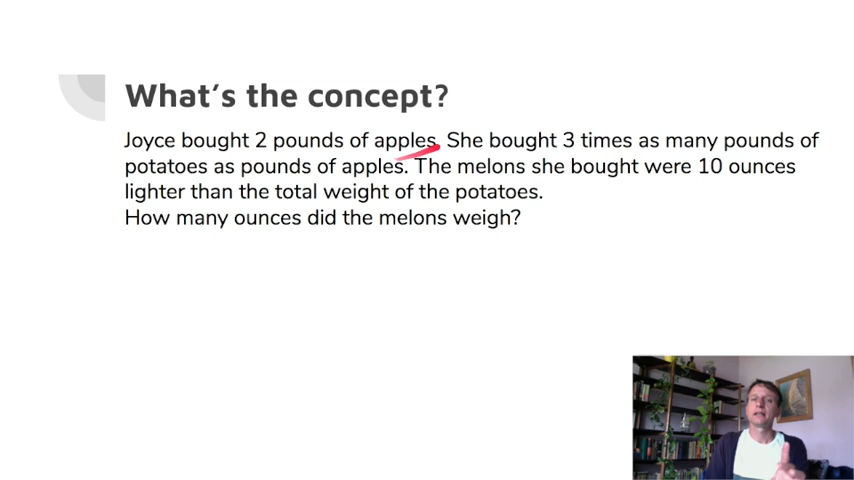 What's the concept?
Joyce bought 2 pounds of apples. She bought 3 times as many pounds of
potatoes as pounds of apples. The melons she bought were 10 ounces
lighter than the total weight of the potatoes.
How many ounces did the melons weigh?